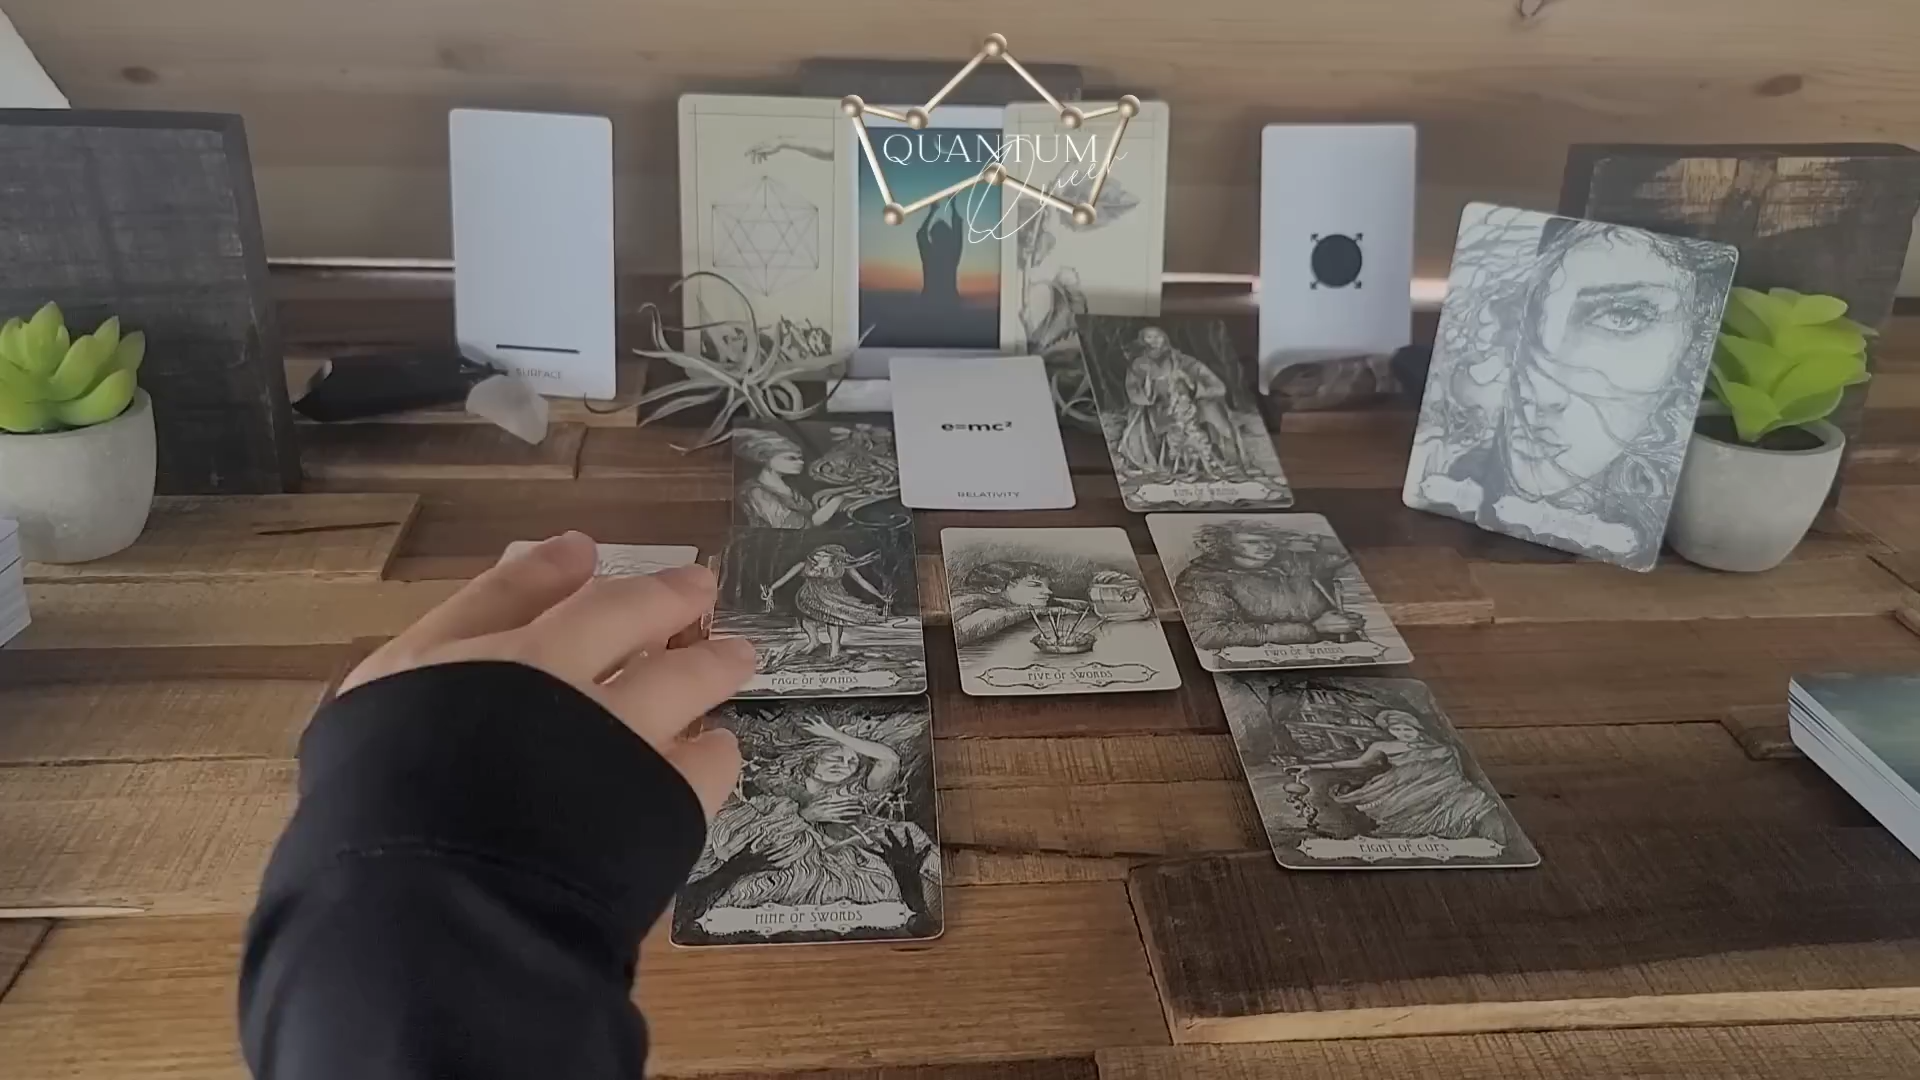 QUANTUM
Queen
SURFACE
e=mc²
RELATIVITY
PAGE OF WANDS
FIVE OF SWORDS
TWO OF WANDS
EIGHT OF CUPS
NINE OF SWORDS